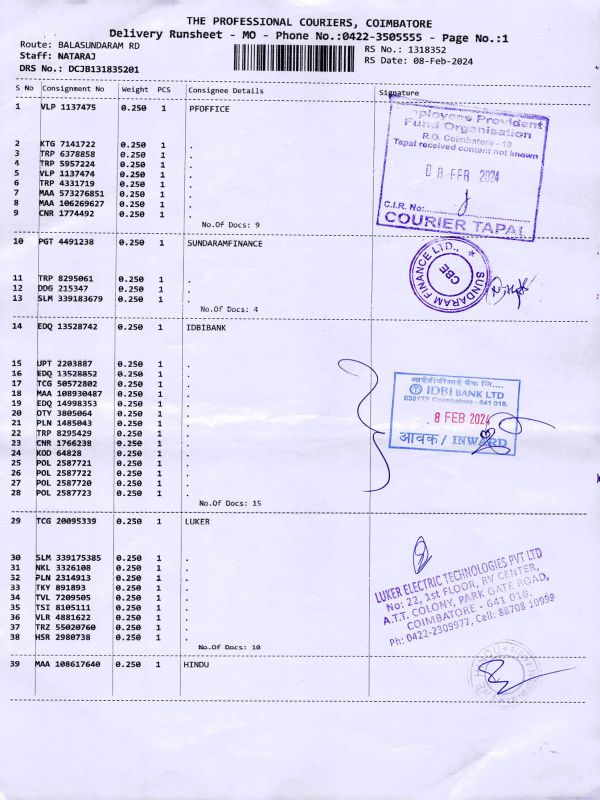 THE PROFESSIONAL COURIERS, COIMBATORE
Delivery Runsheet - MO - Phone No.:0422-3505555 - Page No.:1
Route: BALASUNDARAM RD
RS No.: 1318352
Staff: NATARAJ
RS Date: 08-Feb-2024
DRS No.: DCJB131835201
S No Consignment No Weight PCS Consignee Details Signature
1 VLP 1137475 0.250 1 PFOFFICE
2 KTG 7141722 0.250 1 .
3 TRP 6378858 0.250 1 .
4 TRP 5957224 0.250 1 .
5 VLP 1137474 0.250 1 .
6 TRP 4331719 0.250 1 .
7 MAA 573276851 0.250 1 .
8 MAA 106269627 0.250 1 .
9 CNR 1774492 0.250 1 .
No.Of Docs: 9
Employees Provident
Fund Organisation
R.O. Coimbatore - 18
Tapal received content not known
08 FEB 2024
C.I.R. No:
COURIER TAPAL
10 PGT 4491238 0.250 1 SUNDARAMFINANCE
11 TRP 8295061 0.250 1 .
12 DDG 215347 0.250 1 .
13 SLM 339183679 0.250 1 .
No.Of Docs: 4
SUNDARAM FINANCE LTD.,
CBE
14 EDQ 13528742 0.250 1 IDBIBANK
15 UPT 2203887 0.250 1 .
16 EDQ 13528852 0.250 1 .
17 TCG 50572802 0.250 1 .
18 MAA 108930487 0.250 1 .
19 EDQ 14998353 0.250 1 .
20 OTY 3805064 0.250 1 .
21 PLN 1485043 0.250 1 .
22 TRP 8295429 0.250 1 .
23 CNR 1766238 0.250 1 .
24 KOD 64828 0.250 1 .
25 POL 2587721 0.250 1 .
26 POL 2587722 0.250 1 .
27 POL 2587720 0.250 1 .
28 POL 2587723 0.250 1 .
No.Of Docs: 15
आईडीबीआई बैंक लि....
IDBI BANK LTD
Coimbatore - 641 018.
8 FEB 2024
आवक / INWARD
29 TCG 20095339 0.250 1 LUKER
30 SLM 339175385 0.250 1 .
31 NKL 3326108 0.250 1 .
32 PLN 2314913 0.250 1 .
33 TKY 891893 0.250 1 .
34 TVL 7209505 0.250 1 .
35 TSI 8105111 0.250 1 .
36 VLR 4881622 0.250 1 .
37 TRZ 55020760 0.250 1 .
38 HSR 2980738 0.250 1 .
No.Of Docs: 10
LUKER ELECTRIC TECHNOLOGIES PVT LTD
No: 22, 1st FLOOR, RV CENTER,
A.T.T. COLONY, PARK GATE ROAD,
COIMBATORE - 641 018.
Ph: 0422-2309977, Cell: 88708 10999
39 MAA 108617640 0.250 1 HINDU